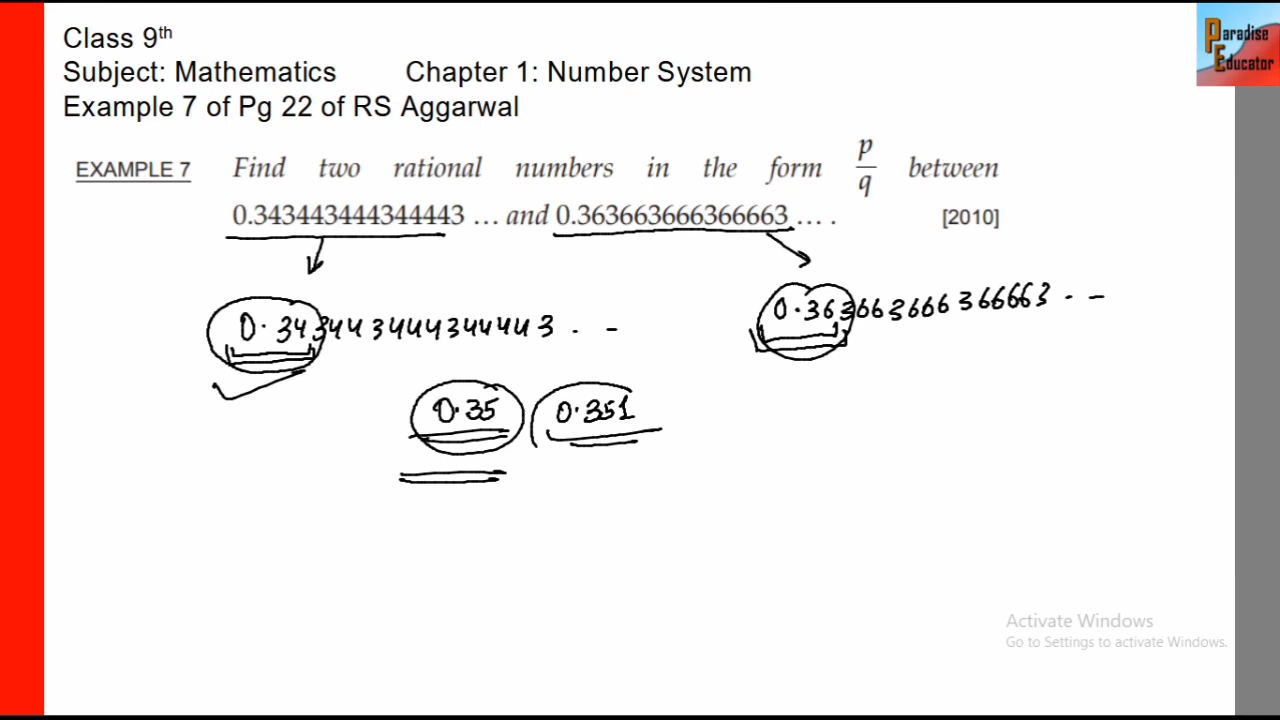 Class 9th
Paradise Educator
Subject: Mathematics Chapter 1: Number System
Example 7 of Pg 22 of RS Aggarwal
EXAMPLE 7 Find two rational numbers in the form p/q between
0.343443444344443 ... and 0.363663666366663 ... . [2010]
0.343443444344443 . . –
0.363663666366663 . . –
0.35 0.351
Activate Windows
Go to Settings to activate Windows.